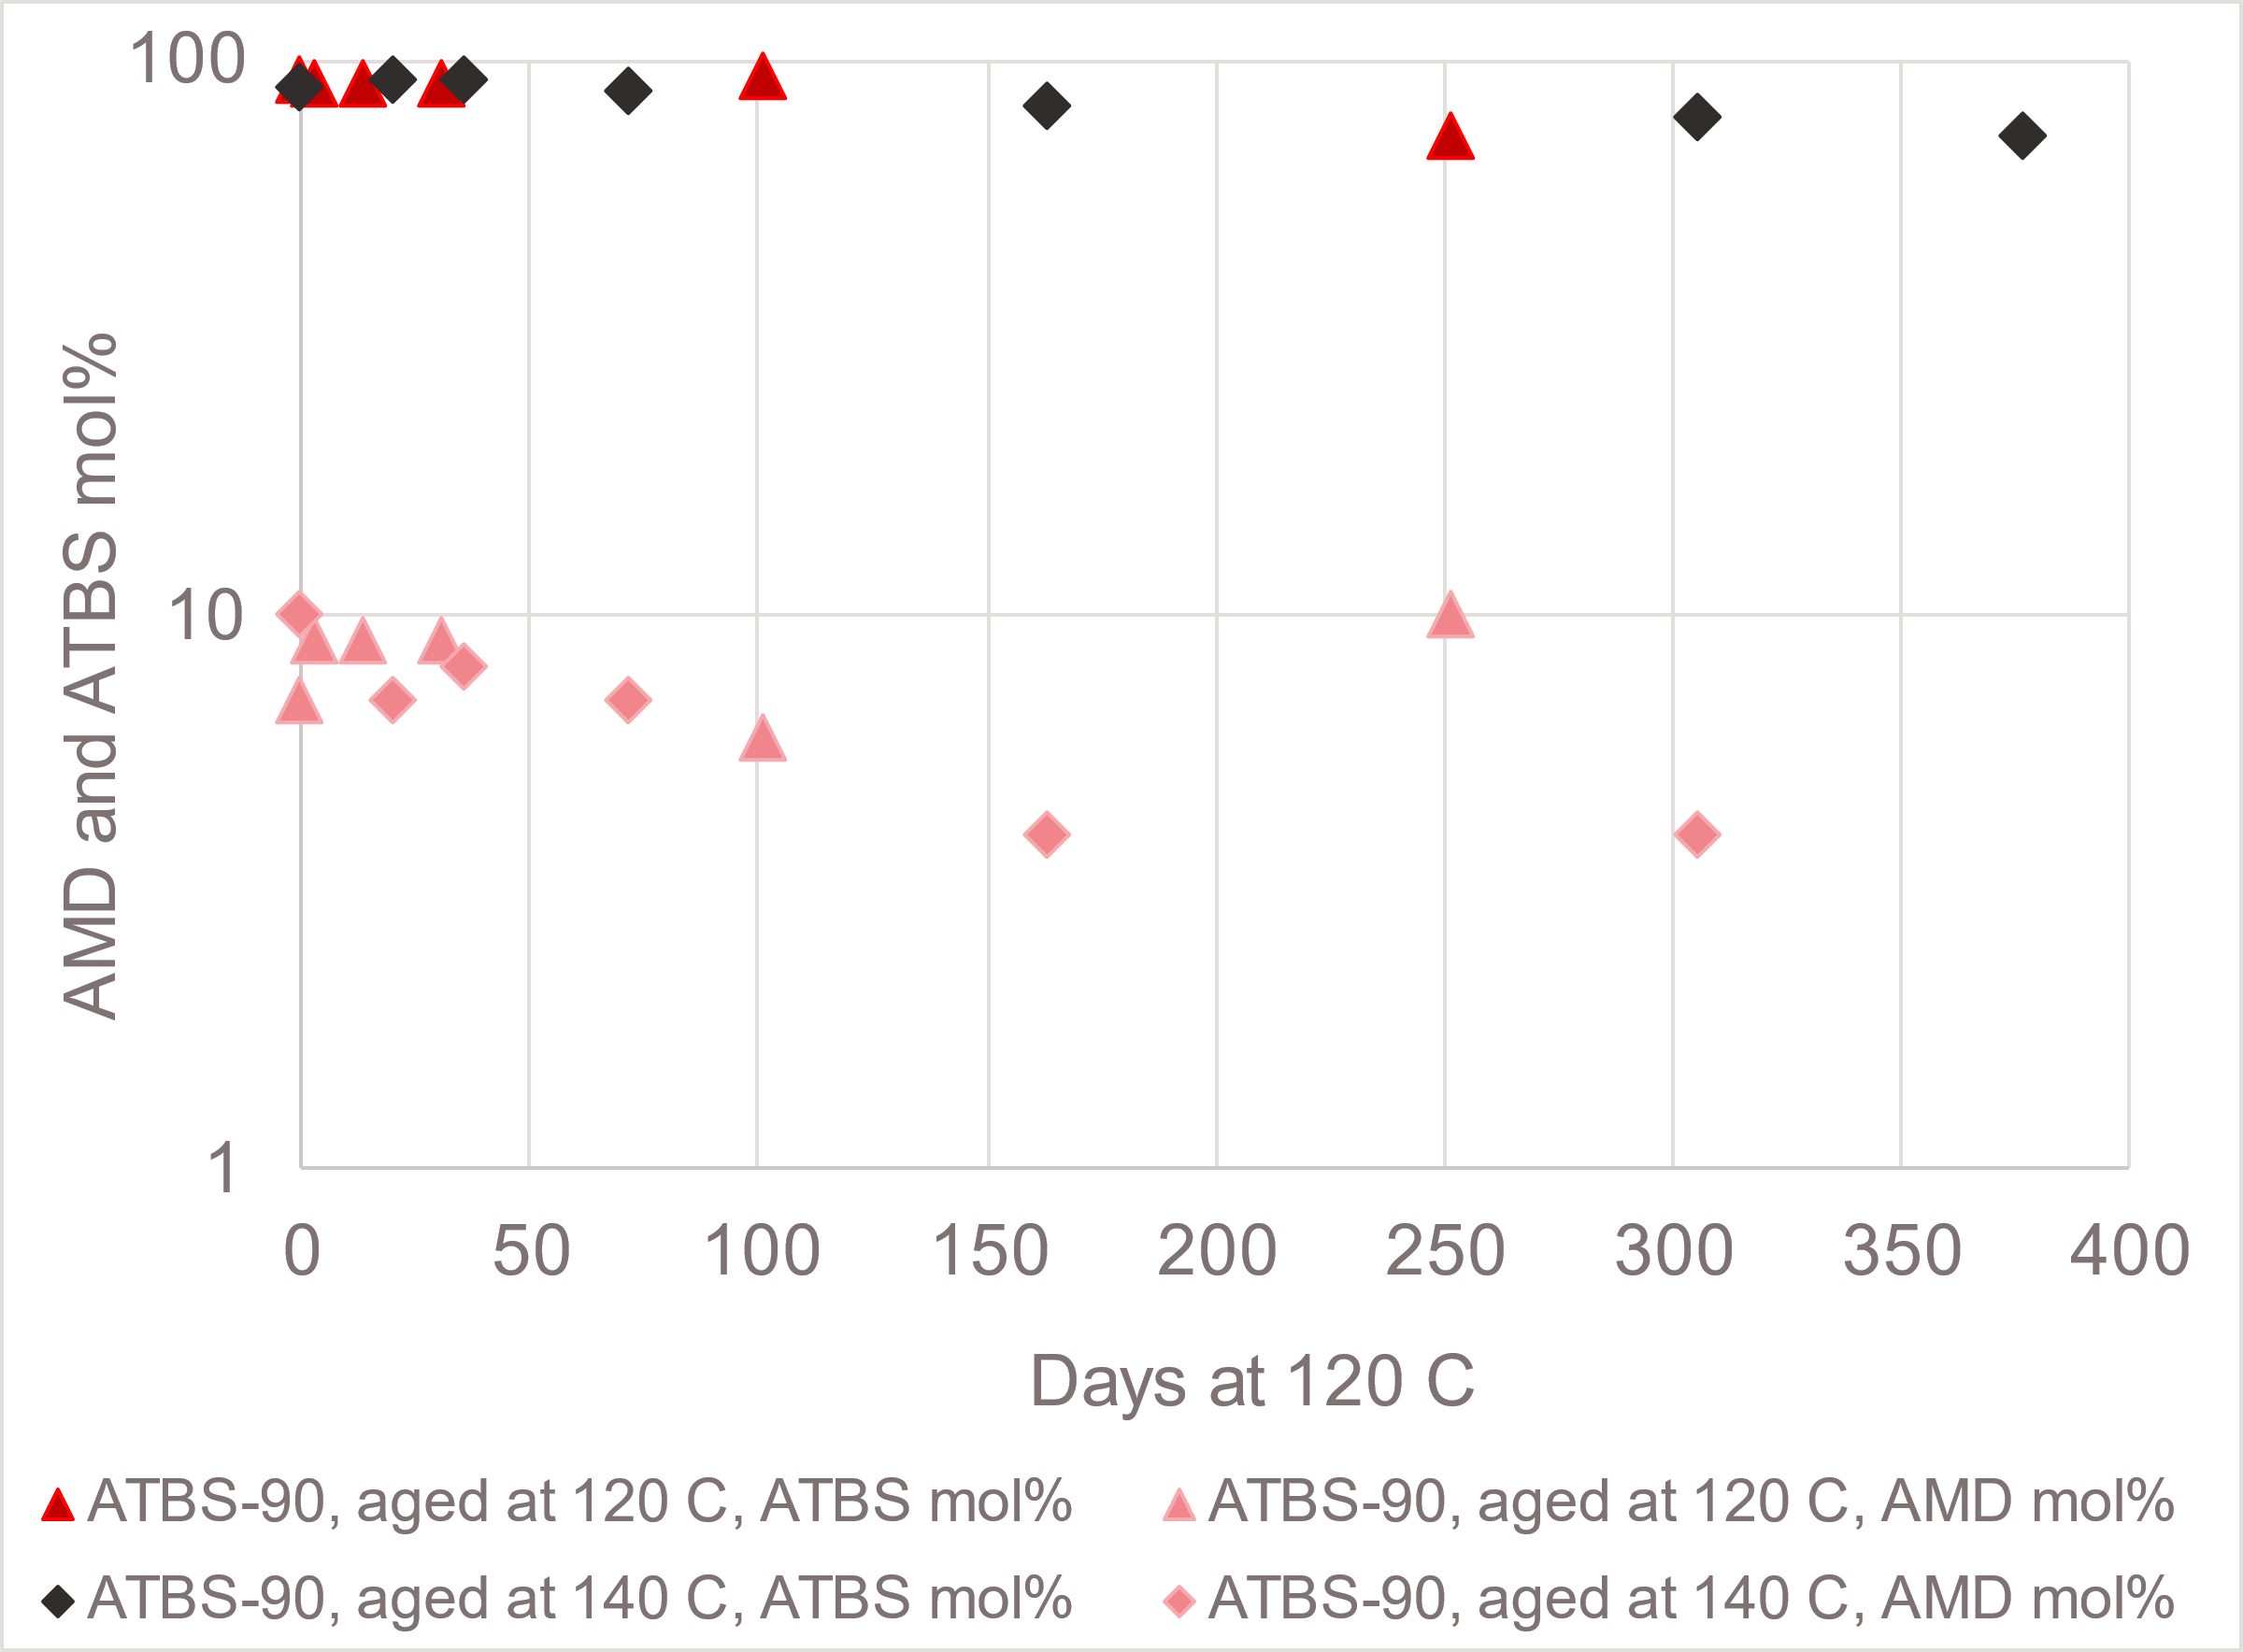 100
10
1
AMD and ATBS mol%
0 50 100 150 200 250 300 350 400
Days at 120 C
ATBS-90, aged at 120 C, ATBS mol%
ATBS-90, aged at 120 C, AMD mol%
ATBS-90, aged at 140 C, ATBS mol%
ATBS-90, aged at 140 C, AMD mol%